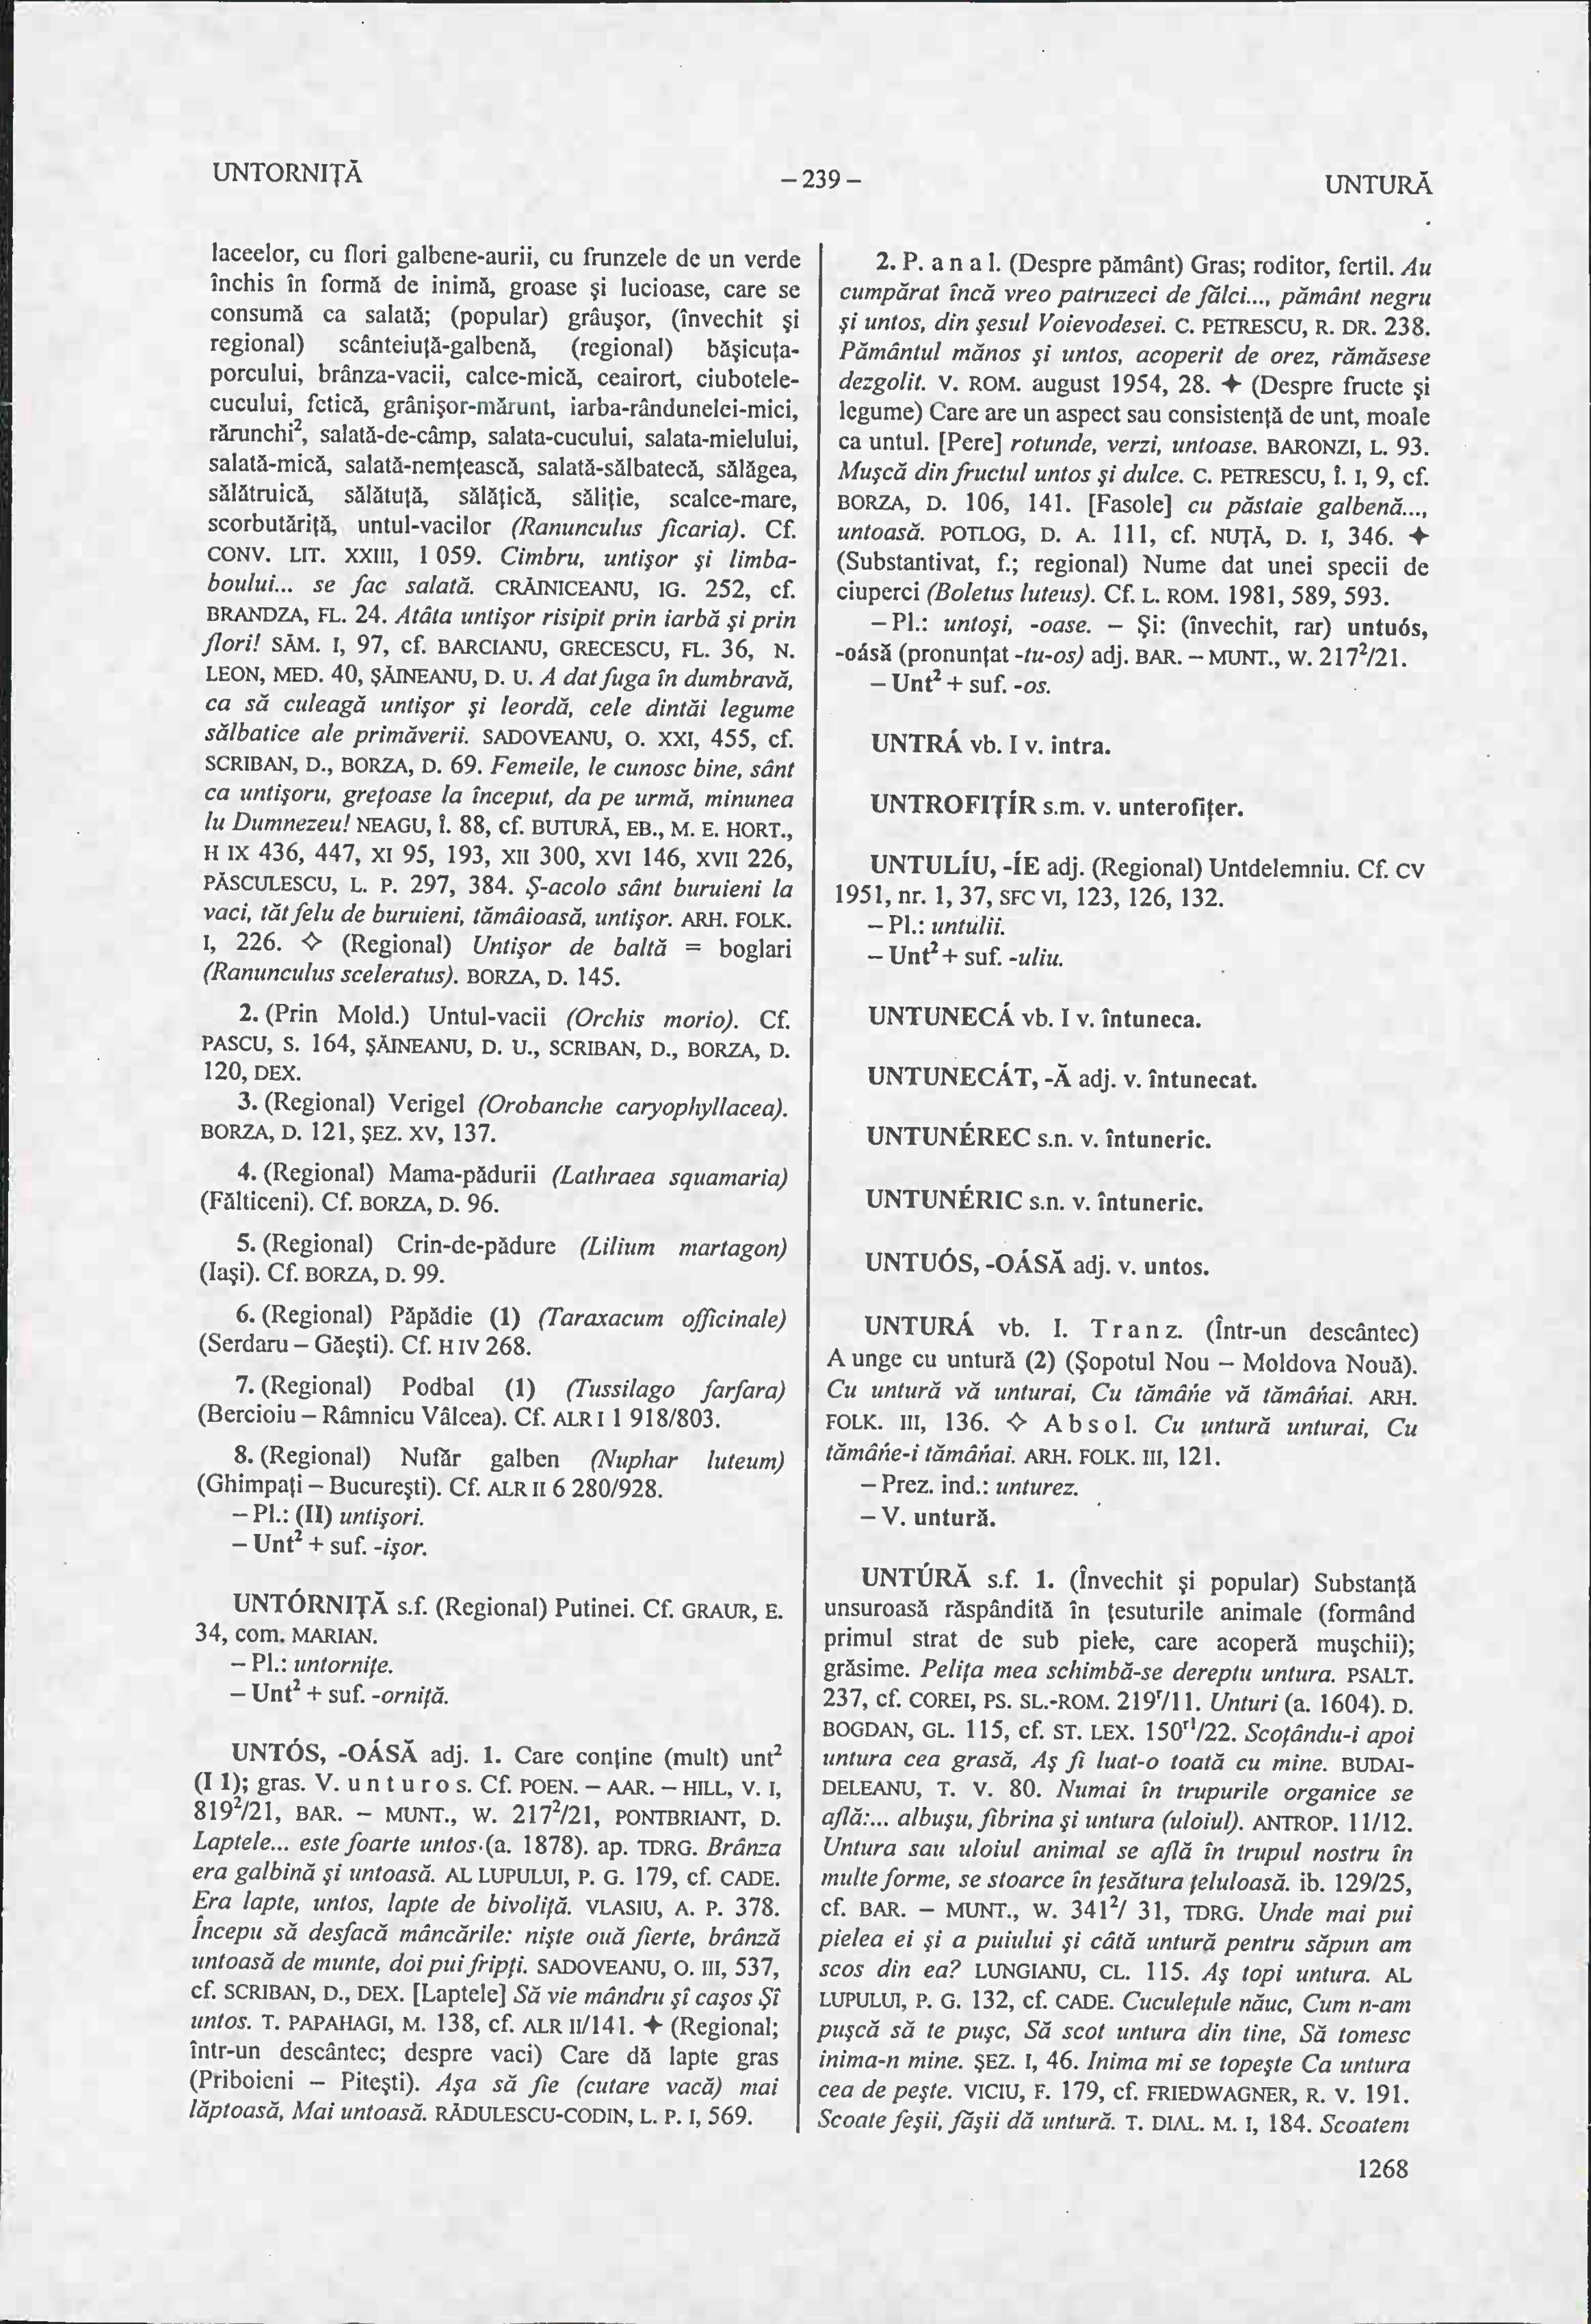 UNTORNIȚĂ
– 239 –
UNTURĂ
laceelor, cu flori galbene-aurii, cu frunzele de un verde
închis în formă de inimă, groase și lucioase, care se
consumă ca salată; (popular) grâușor, (învechit și
regional) scânteiuță-galbenă, (regional) bășicuța-
porcului, brânza-vacii, calce-mică, ceairort, ciubotele-
cucului, fetică, grânișor-mărunt, iarba-rândunelei-mici,
rărunchi², salată-de-câmp, salata-cucului, salata-mielului,
salată-mică, salată-nemțească, salată-sălbatecă, sălăgea,
sălătruică, sălătuță, sălățică, săliție, scalce-mare,
scorbutăriță, untul-vacilor (Ranunculus ficaria). Cf.
CONV. LIT. XXIII, 1 059. Cimbru, untișor și limba-
boului... se fac salată. CRĂINICEANU, IG. 252, cf.
BRANDZA, FL. 24. Atâta untișor risipit prin iarbă și prin
flori! SĂM. I, 97, cf. BARCIANU, GRECESCU, FL. 36, N.
LEON, MED. 40, ȘĂINEANU, D. U. A dat fuga în dumbravă,
ca să culeagă untișor și leordă, cele dintăi legume
sălbatice ale primăverii. SADOVEANU, O. XXI, 455, cf.
SCRIBAN, D., BORZA, D. 69. Femeile, le cunosc bine, sânt
ca untișoru, grețoase la început, da pe urmă, minunea
lu Dumnezeu! NEAGU, Î. 88, cf. BUTURĂ, EB., M. E. HORT.,
H IX 436, 447, XI 95, 193, XII 300, XVI 146, XVII 226,
PĂSCULESCU, L. P. 297, 384. Ș-acolo sânt buruieni la
vaci, tăt felu de buruieni, tămâioasă, untișor. ARH. FOLK.
I, 226. ◇ (Regional) Untișor de baltă = boglari
(Ranunculus sceleratus). BORZA, D. 145.
2. (Prin Mold.) Untul-vacii (Orchis morio). Cf.
PASCU, S. 164, ȘĂINEANU, D. U., SCRIBAN, D., BORZA, D.
120, DEX.
3. (Regional) Verigel (Orobanche caryophyllacea).
BORZA, D. 121, ȘEZ. XV, 137.
4. (Regional) Mama-pădurii (Lathraea squamaria)
(Fălticeni). Cf. BORZA, D. 96.
5. (Regional) Crin-de-pădure (Lilium martagon)
(Iași). Cf. BORZA, D. 99.
6. (Regional) Păpădie (1) (Taraxacum officinale)
(Serdaru – Găești). Cf. H IV 268.
7. (Regional) Podbal (1) (Tussilago farfara)
(Bercioiu – Râmnicu Vâlcea). Cf. ALR I 1 918/803.
8. (Regional) Nufăr galben (Nuphar luteum)
(Ghimpați – București). Cf. ALR II 6 280/928.
– Pl.: (II) untișori.
– Unt² + suf. -ișor.
UNTÓRNIȚĂ s.f. (Regional) Putinei. Cf. GRAUR, E.
34, com. MARIAN.
– Pl.: untornițe.
– Unt² + suf. -orniță.
UNTÓS, -OÁSĂ adj. 1. Care conține (mult) unt²
(I 1); gras. V. u n t u r o s. Cf. POEN. – AAR. – HILL, V. I,
819²/21, BAR. – MUNT., W. 217²/21, PONTBRIANT, D.
Laptele... este foarte untos (a. 1878). ap. TDRG. Brânza
era galbină și untoasă. AL LUPULUI, P. G. 179, cf. CADE.
Era lapte, untos, lapte de bivoliță. VLASIU, A. P. 378.
Începu să desfacă mâncările: niște ouă fierte, brânză
untoasă de munte, doi pui fripți. SADOVEANU, O. III, 537,
cf. SCRIBAN, D., DEX. [Laptele] Să vie mândru șî cașos Șî
untos. T. PAPAHAGI, M. 138, cf. ALR II/141. ✦ (Regional;
într-un descântec; despre vaci) Care dă lapte gras
(Priboieni – Pitești). Așa să fie (cutare vacă) mai
lăptoasă, Mai untoasă. RĂDULESCU-CODIN, L. P. I, 569.
2. P. a n a l. (Despre pământ) Gras; roditor, fertil. Au
cumpărat încă vreo patruzeci de fălci..., pământ negru
și untos, din șesul Voievodesei. C. PETRESCU, R. DR. 238.
Pământul mănos și untos, acoperit de orez, rămăsese
dezgolit. V. ROM. august 1954, 28. ✦ (Despre fructe și
legume) Care are un aspect sau consistență de unt, moale
ca untul. [Pere] rotunde, verzi, untoase. BARONZI, L. 93.
Mușcă din fructul untos și dulce. C. PETRESCU, Î. I, 9, cf.
BORZA, D. 106, 141. [Fasole] cu păstaie galbenă...,
untoasă. POTLOG, D. A. 111, cf. NUȚĂ, D. I, 346. ✦
(Substantivat, f.; regional) Nume dat unei specii de
ciuperci (Boletus luteus). Cf. L. ROM. 1981, 589, 593.
– Pl.: untoși, -oase. – Și: (învechit, rar) untuós,
-oásă (pronunțat -tu-os) adj. BAR. – MUNT., W. 217²/21.
– Unt² + suf. -os.
UNTRÁ vb. I v. intra.
UNTROFIȚÍR s.m. v. unterofițer.
UNTULÍU, -ÍE adj. (Regional) Untdelemniu. Cf. CV
1951, nr. 1, 37, SFC VI, 123, 126, 132.
– Pl.: untulii.
– Unt² + suf. -uliu.
UNTUNECÁ vb. I v. întuneca.
UNTUNECÁT, -Ă adj. v. întunecat.
UNTUNÉREC s.n. v. întuneric.
UNTUNÉRIC s.n. v. întuneric.
UNTUÓS, -OÁSĂ adj. v. untos.
UNTURÁ vb. I. T r a n z. (Într-un descântec)
A unge cu untură (2) (Șopotul Nou – Moldova Nouă).
Cu untură vă unturai, Cu tămâńe vă tămâńai. ARH.
FOLK. III, 136. ◇ A b s o l. Cu untură unturai, Cu
tămâńe-i tămâńai. ARH. FOLK. III, 121.
– Prez. ind.: unturez.
– V. untură.
UNTÚRĂ s.f. 1. (Învechit și popular) Substanță
unsuroasă răspândită în țesuturile animale (formând
primul strat de sub piele, care acoperă mușchii);
grăsime. Pelița mea schimbă-se dereptu untura. PSALT.
237, cf. COREI, PS. SL.-ROM. 219ʳ/11. Unturi (a. 1604). D.
BOGDAN, GL. 115, cf. ST. LEX. 150ʳ¹/22. Scoțându-i apoi
untura cea grasă, Aș fi luat-o toată cu mine. BUDAI-
DELEANU, T. V. 80. Numai în trupurile organice se
află:... albușu, fibrina și untura (uloiul). ANTROP. 11/12.
Untura sau uloiul animal se află în trupul nostru în
multe forme, se stoarce în țesătura țeluloasă. ib. 129/25,
cf. BAR. – MUNT., W. 341²/ 31, TDRG. Unde mai pui
pielea ei și a puiului și câtă untură pentru săpun am
scos din ea? LUNGIANU, CL. 115. Aș topi untura. AL
LUPULUI, P. G. 132, cf. CADE. Cuculețule năuc, Cum n-am
pușcă să te pușc, Să scot untura din tine, Să tomesc
inima-n mine. ȘEZ. I, 46. Inima mi se topește Ca untura
cea de pește. VICIU, F. 179, cf. FRIEDWAGNER, R. V. 191.
Scoate feșii, fășii dă untură. T. DIAL. M. I, 184. Scoatem
1268